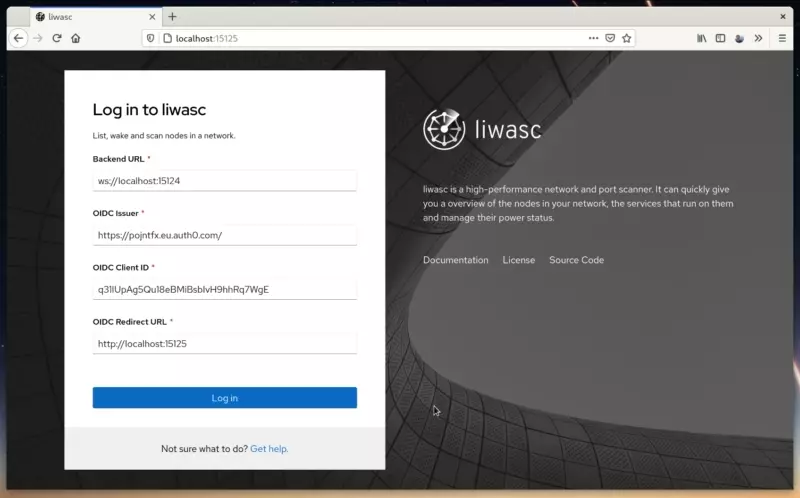 liwasc
localhost:15125
Log in to liwasc
List, wake and scan nodes in a network.
Backend URL *
ws://localhost:15124
OIDC Issuer *
https://pojntfx.eu.auth0.com/
OIDC Client ID *
OIDC Redirect URL *
http://localhost:15125
Log in
Not sure what to do? Get help.
liwasc
liwasc is a high-performance network and port scanner. It can quickly give
you a overview of the nodes in your network, the services that run on them
and manage their power status.
Documentation License Source Code